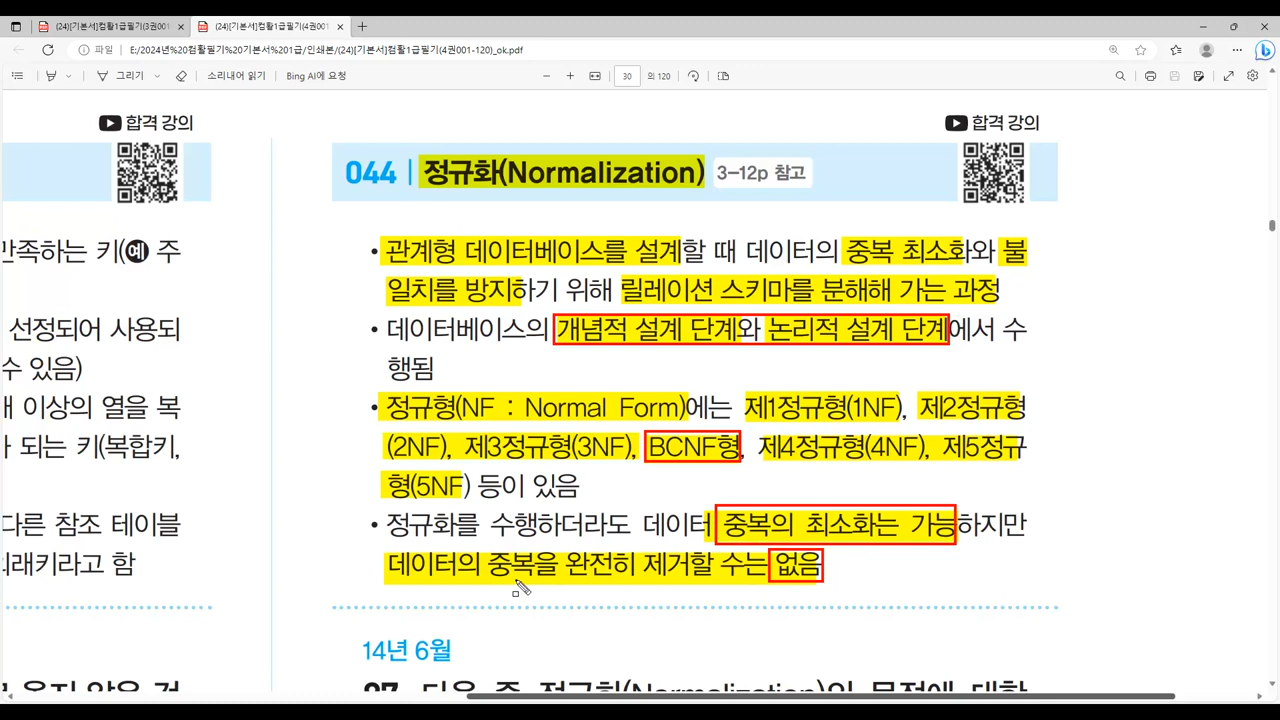 (24)[기본서]컴활1급필기(3권001
(24)[기본서]컴활1급필기(4권001
파일
E:/2024년%20컴활필기%20기본서%201급/인쇄본/(24)[기본서]컴활1급필기(4권001-120)_ok.pdf
그리기
소리내어 읽기
Bing AI에 요청
30
의 120
합격 강의
합격 강의
044 | 정규화(Normalization) 3-12p 참고
만족하는 키(예 주
선정되어 사용되
수 있음)
이상의 열을 복
되는 키(복합키,
다른 참조 테이블
외래키라고 함
• 관계형 데이터베이스를 설계할 때 데이터의 중복 최소화와 불
일치를 방지하기 위해 릴레이션 스키마를 분해해 가는 과정
• 데이터베이스의 개념적 설계 단계와 논리적 설계 단계에서 수
행됨
• 정규형(NF : Normal Form)에는 제1정규형(1NF), 제2정규형
(2NF), 제3정규형(3NF), BCNF형, 제4정규형(4NF), 제5정규
형(5NF) 등이 있음
• 정규화를 수행하더라도 데이터 중복의 최소화는 가능하지만
데이터의 중복을 완전히 제거할 수는 없음
14년 6월
다음 중 정규화(Normalization)의